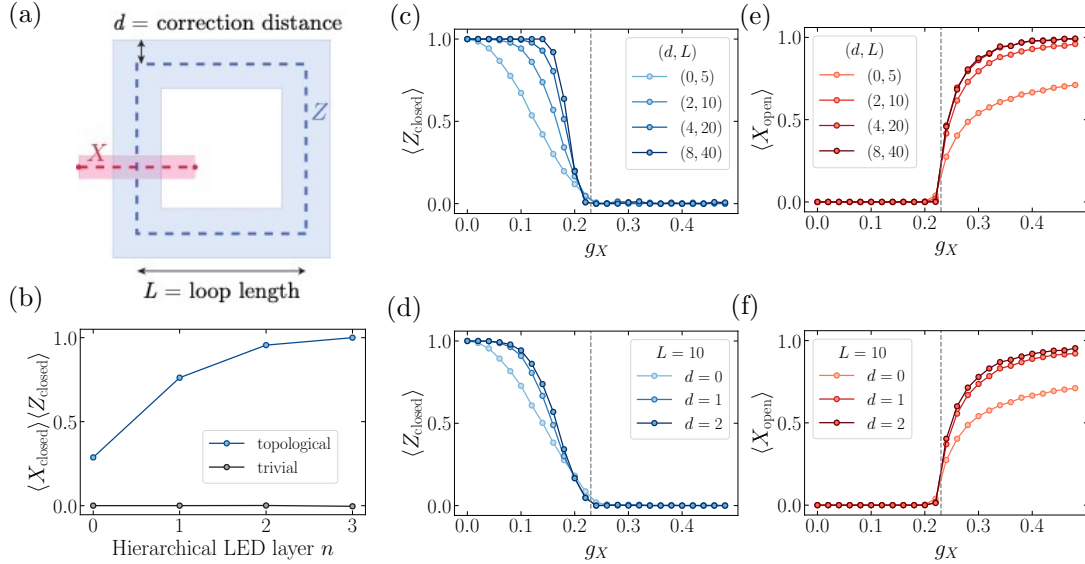 (a)
d = correction distance
Z
X
L = loop length
(b)
⟨X_closed⟩⟨Z_closed⟩
1.0
0.5
0.0
topological
trivial
0 1 2 3
Hierarchical LED layer n
(c)
⟨Z_closed⟩
1.0
0.5
0.0
(d, L)
(0, 5)
(2, 10)
(4, 20)
(8, 40)
0.0 0.2 0.4
0.0 0.1 0.2 0.3 0.4
g_X
(d)
⟨Z_closed⟩
1.0
0.5
0.0
L = 10
d = 0
d = 1
d = 2
0.0 0.2 0.4
g_X
(e)
⟨X_open⟩
1.0
0.5
0.0
(d, L)
(0, 5)
(2, 10)
(4, 20)
(8, 40)
0.0 0.1 0.2 0.3 0.4
g_X
(f)
⟨X_open⟩
1.0
0.5
0.0
L = 10
d = 0
d = 1
d = 2
0.0 0.2 0.4
g_X